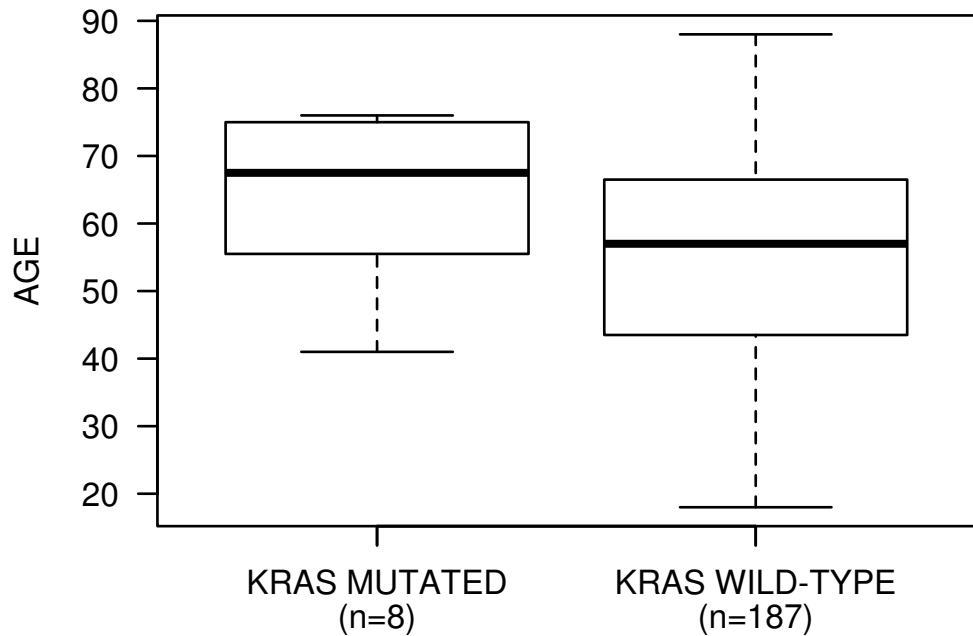 AGE
90
80
70
60
50
40
30
20
KRAS MUTATED
(n=8)
KRAS WILD-TYPE
(n=187)